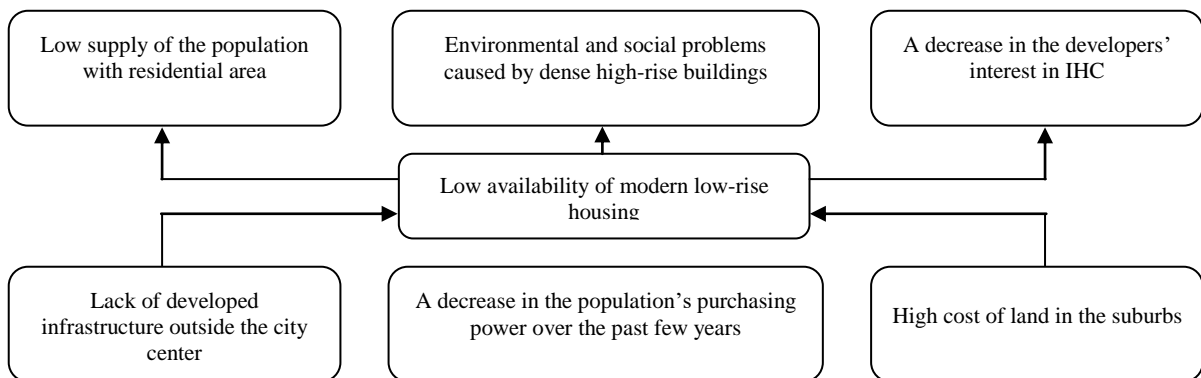 Low supply of the population
with residential area
Environmental and social problems
caused by dense high-rise buildings
A decrease in the developers’
interest in IHC
Low availability of modern low-rise
housing
Lack of developed
infrastructure outside the city
center
A decrease in the population’s purchasing
power over the past few years
High cost of land in the suburbs